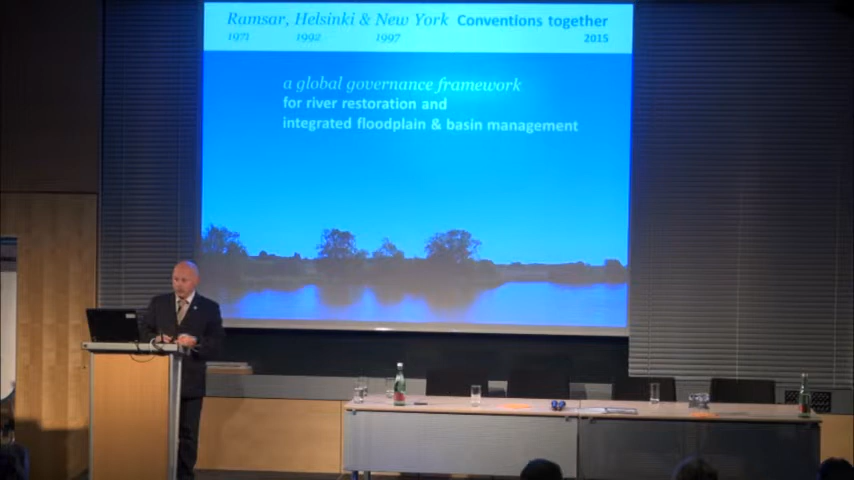 Ramsar, Helsinki & New York Conventions together
1971 1992 1997 2015
a global governance framework
for river restoration and
integrated floodplain & basin management